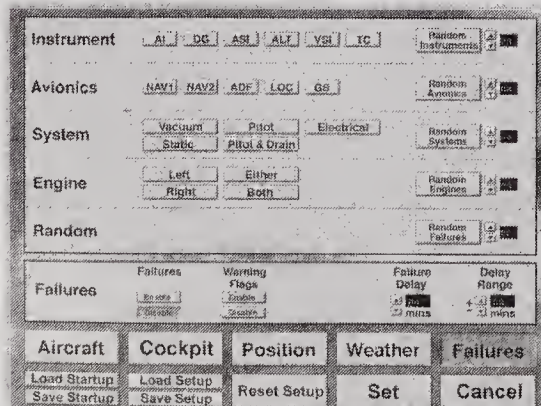 Instrument AI DG ASI ALT VSI TC Random Instruments
Avionics NAV1 NAV2 ADF LOC GS Random Avionics
System Vacuum Pitot Electrical Random Systems
Static Pitot & Drain
Engine Left Either Random Engines
Right Both
Random Random Failures
Failures Warning Flags Failure Delay Delay Range
Failures Enable Enable
Disable Disable mins mins
Aircraft Cockpit Position Weather Failures
Load Startup Load Setup Reset Setup Set Cancel
Save Startup Save Setup